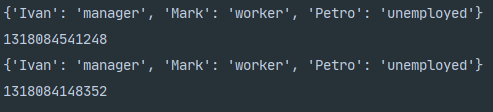 {'Ivan': 'manager', 'Mark': 'worker', 'Petro': 'unemployed'}
1318084541248
{'Ivan': 'manager', 'Mark': 'worker', 'Petro': 'unemployed'}
1318084148352